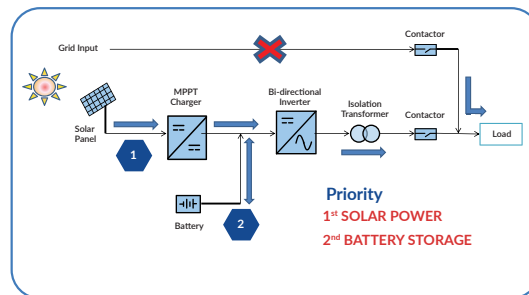 Contactor
Grid Input
MPPT
Charger
Bi-directional
Inverter
Isolation
Transformer
Contactor
Solar
Panel
Load
1
Battery
2
Priority
1st SOLAR POWER
2nd BATTERY STORAGE